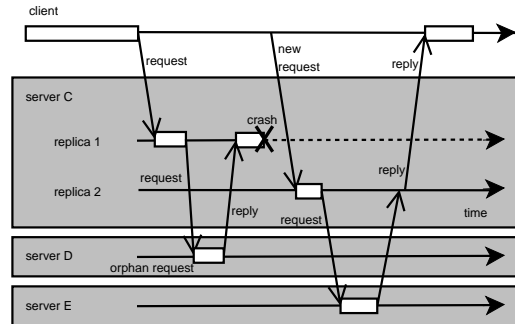 client
new
request
request
reply
server C
crash
replica 1
request
reply
replica 2
reply
request
time
server D
orphan request
server E